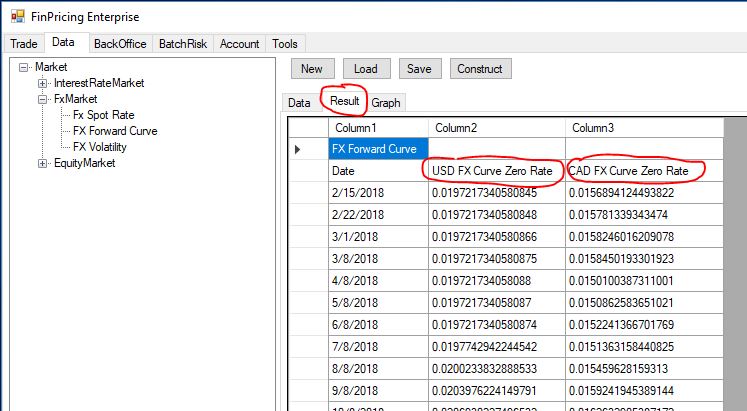 FinPricing Enterprise
Trade Data BackOffice BatchRisk Account Tools
Market
InterestRateMarket
FxMarket
Fx Spot Rate
FX Forward Curve
FX Volatility
EquityMarket
New Load Save Construct
Data Result Graph
Column1 Column2 Column3
FX Forward Curve
Date USD FX Curve Zero Rate CAD FX Curve Zero Rate
2/15/2018 0.0197217340580845 0.0156894124493822
2/22/2018 0.0197217340580848 0.015781339343474
3/1/2018 0.0197217340580866 0.0158246016209078
3/8/2018 0.0197217340580875 0.0158450193301923
4/8/2018 0.019721734058088 0.0150100387311001
5/8/2018 0.019721734058087 0.0150862583651021
6/8/2018 0.0197217340580874 0.0152241366701769
7/8/2018 0.0197742942244542 0.0151363158440825
8/8/2018 0.0200233832888533 0.015459628159313
9/8/2018 0.0203976224149791 0.0159241945389144